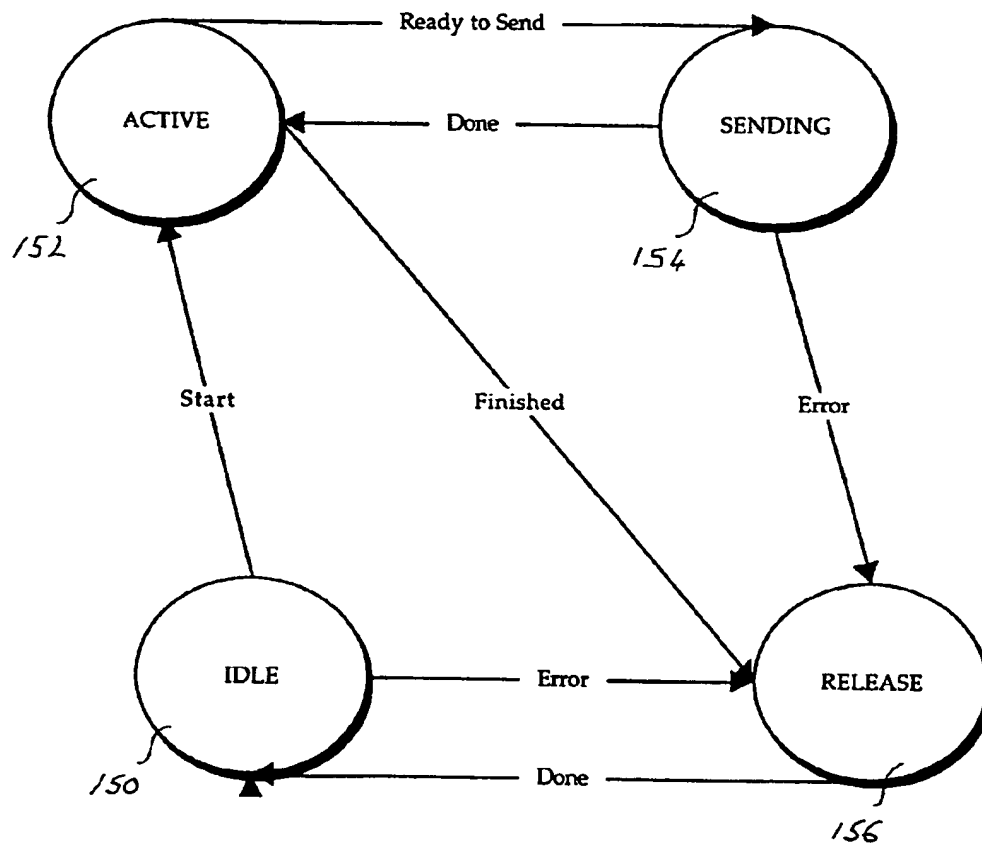 Ready to Send
ACTIVE
Done
SENDING
152
154
Start
Finished
Error
IDLE
Error
RELEASE
150
Done
156